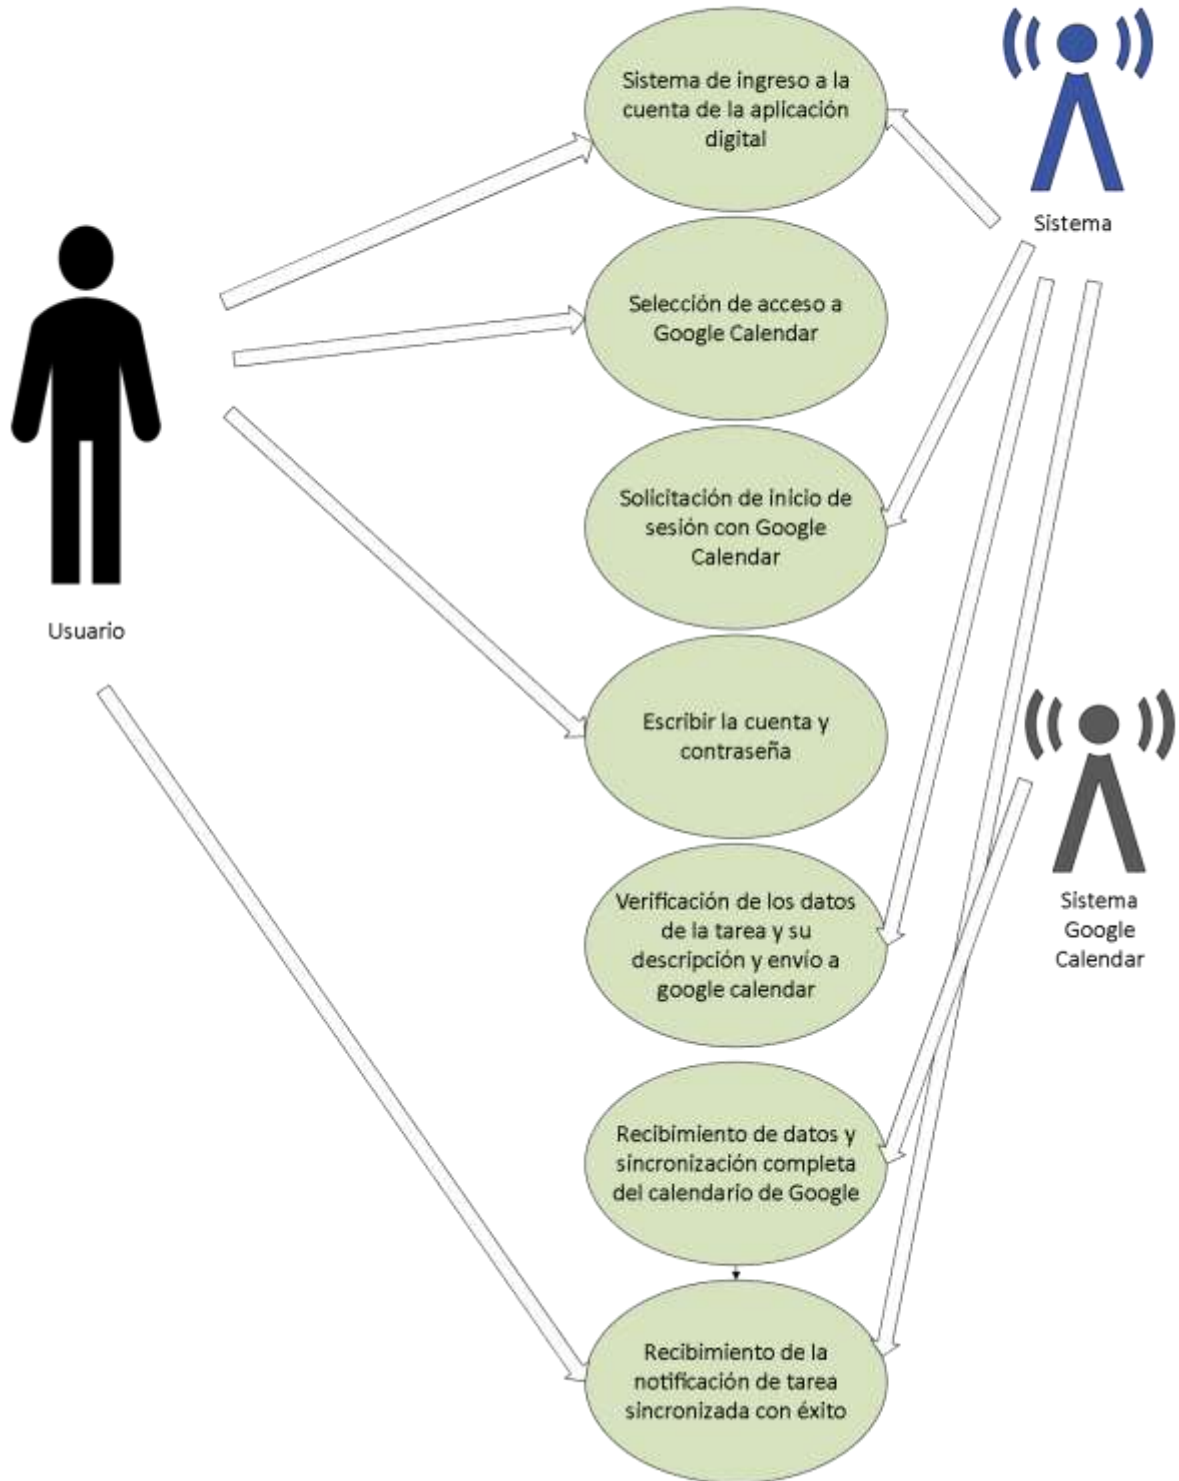 Sistema de ingreso a la
cuenta de la aplicación
digital
Sistema
Selección de acceso a
Google Calendar
Solicitación de inicio de
sesión con Google
Calendar
Usuario
Escribir la cuenta y
contraseña
Verificación de los datos
de la tarea y su
descripción y envío a
google calendar
Sistema
Google
Calendar
Recibimiento de datos y
sincronización completa
del calendario de Google
Recibimiento de la
notificación de tarea
sincronizada con éxito